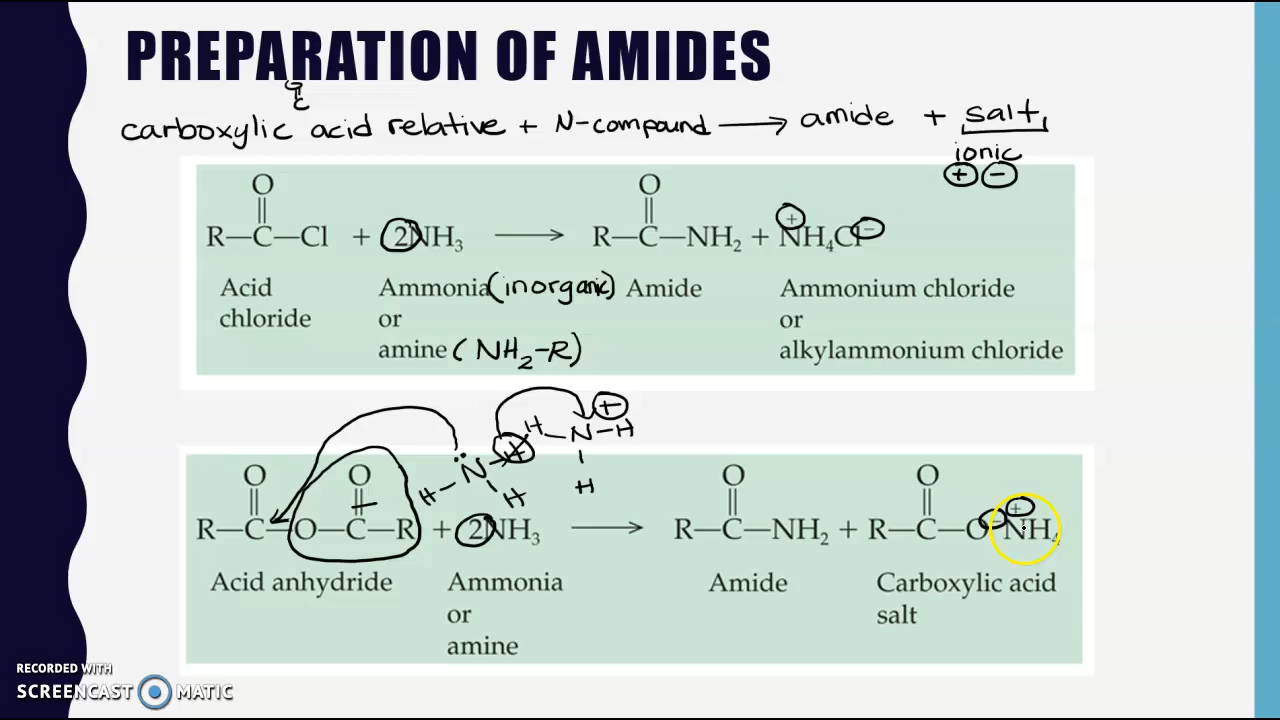 PREPARATION OF AMIDES
carboxylic acid relative + N-compound → amide + salt
ionic
+ −
O O
R—C—Cl + 2NH₃ → R—C—NH₂ + ⁺NH₄Cl⁻
Acid Ammonia (inorganic) Amide Ammonium chloride
chloride or or
amine (NH₂-R) alkylammonium chloride
+
H N—H
+
N H
H H
O O O O
R—C—O—C—R + 2NH₃ → R—C—NH₂ + R—C—O⁻ ⁺NH₄
Acid anhydride Ammonia Amide Carboxylic acid
or salt
amine
RECORDED WITH
SCREENCAST MATIC